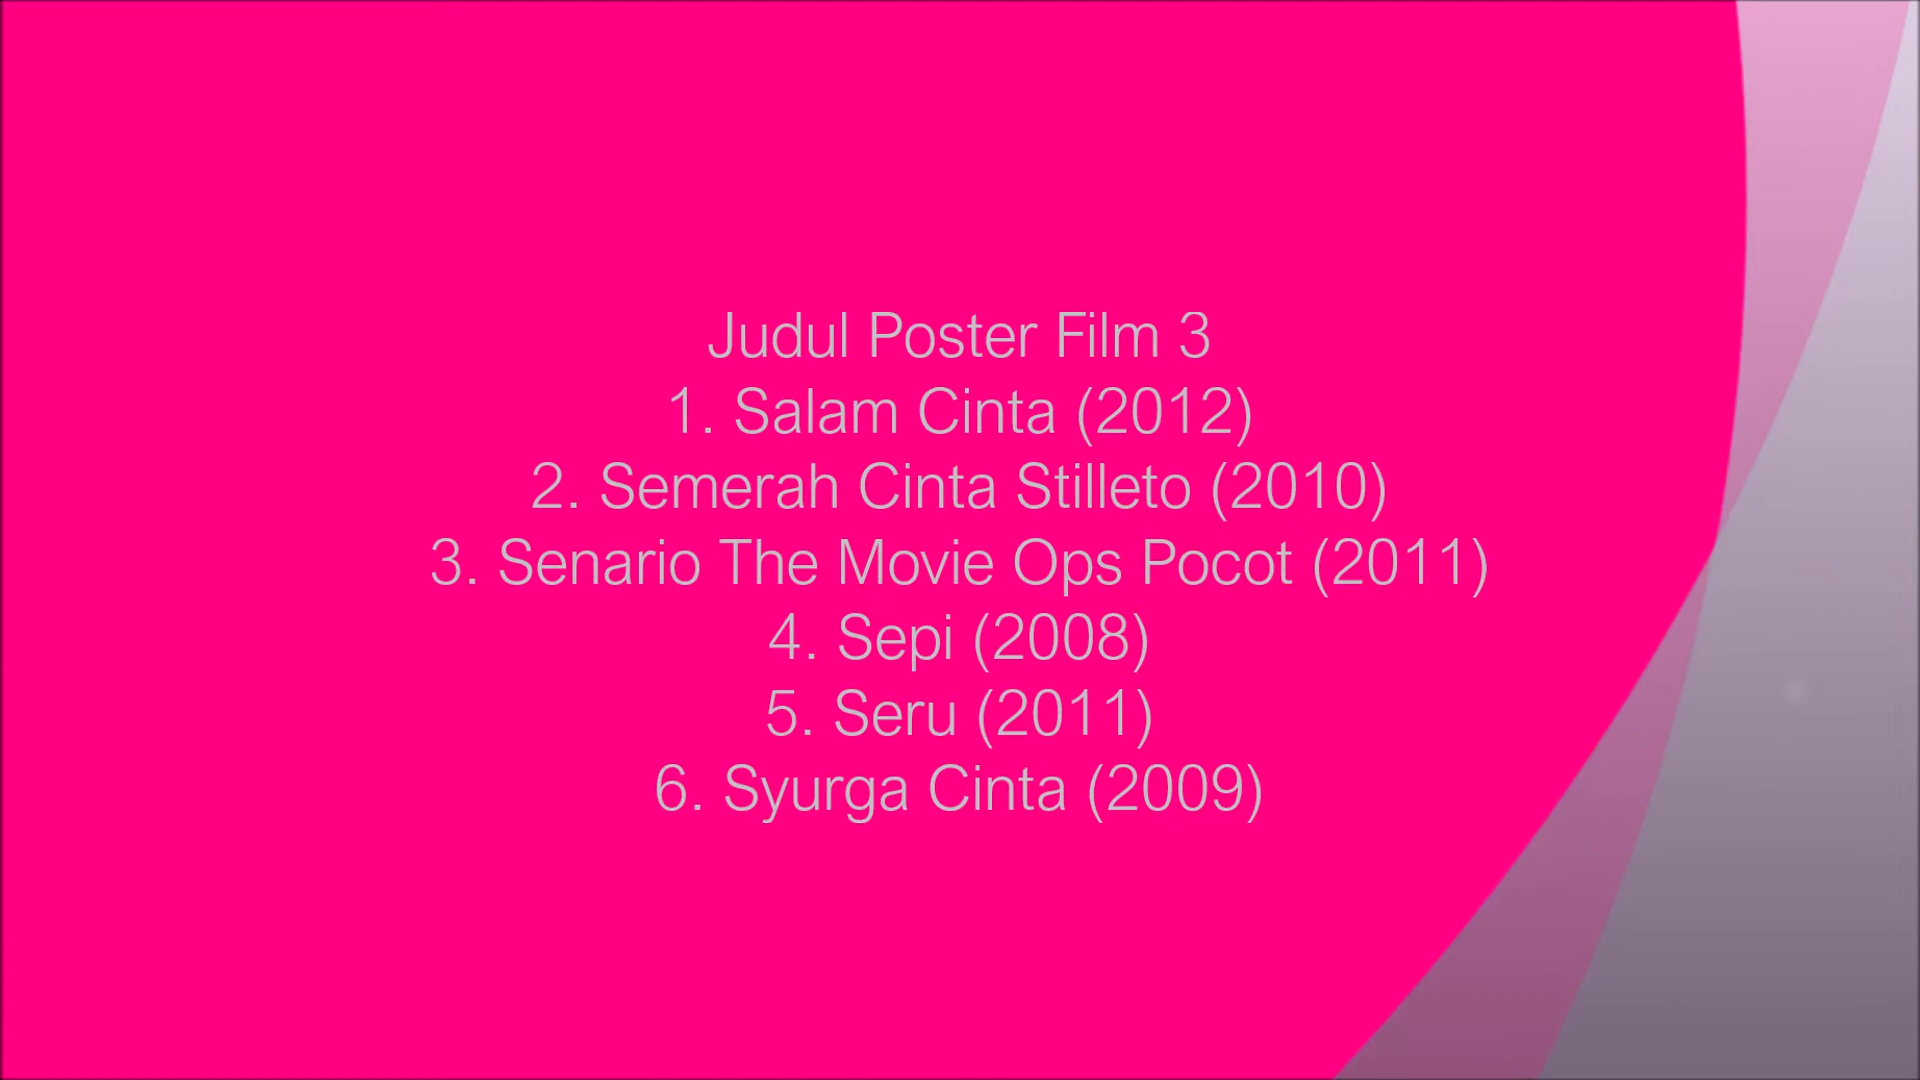 Judul Poster Film 3
1. Salam Cinta (2012)
2. Semerah Cinta Stilleto (2010)
3. Senario The Movie Ops Pocot (2011)
4. Sepi (2008)
5. Seru (2011)
6. Syurga Cinta (2009)